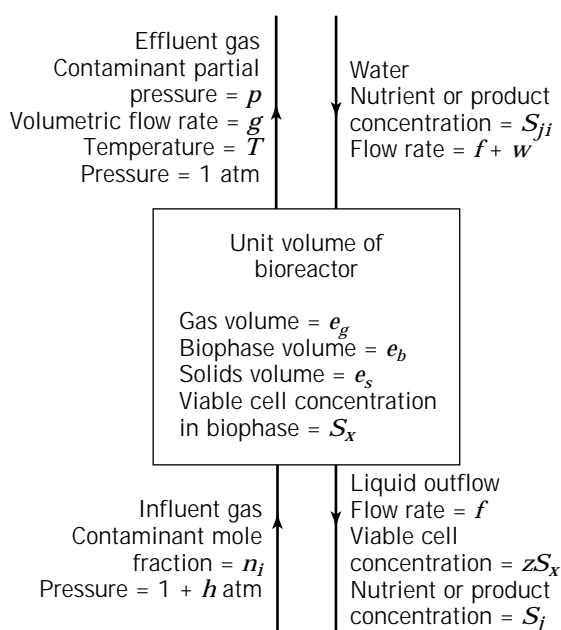 Effluent gas
Contaminant partial
pressure = p
Volumetric flow rate = g
Temperature = T
Pressure = 1 atm
Water
Nutrient or product
concentration = Sji
Flow rate = f + w
Unit volume of
bioreactor
Gas volume = eg
Biophase volume = eb
Solids volume = es
Viable cell concentration
in biophase = Sx
Influent gas
Contaminant mole
fraction = ni
Pressure = 1 + h atm
Liquid outflow
Flow rate = f
Viable cell
concentration = zSx
Nutrient or product
concentration = Sj